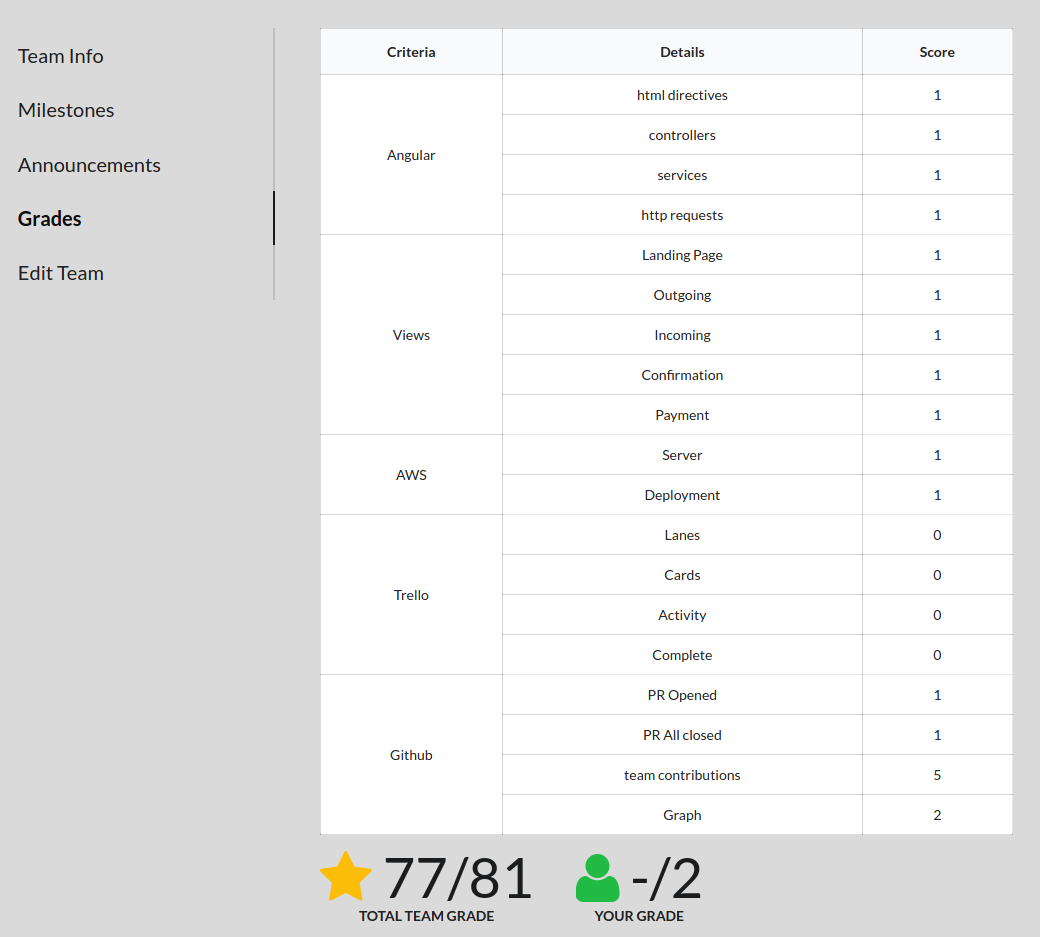 Team Info
Milestones
Announcements
Grades
Edit Team
Criteria Details Score
Angular html directives 1
controllers 1
services 1
http requests 1
Views Landing Page 1
Outgoing 1
Incoming 1
Confirmation 1
Payment 1
AWS Server 1
Deployment 1
Trello Lanes 0
Cards 0
Activity 0
Complete 0
Github PR Opened 1
PR All closed 1
team contributions 5
Graph 2
77/81 -/2
TOTAL TEAM GRADE YOUR GRADE